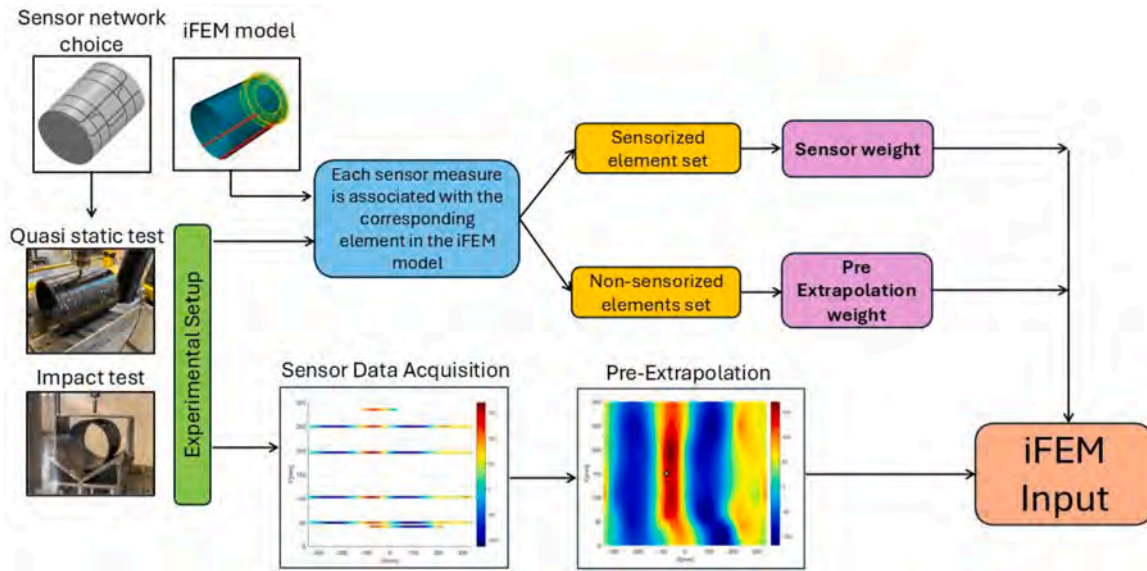 Sensor network
choice
iFEM model
Quasi static test
Impact test
Experimental Setup
Each sensor measure
is associated with the
corresponding
element in the iFEM
model
Sensorized
element set
Sensor weight
Non-sensorized
elements set
Pre
Extrapolation
weight
Sensor Data Acquisition
Pre-Extrapolation
iFEM
Input